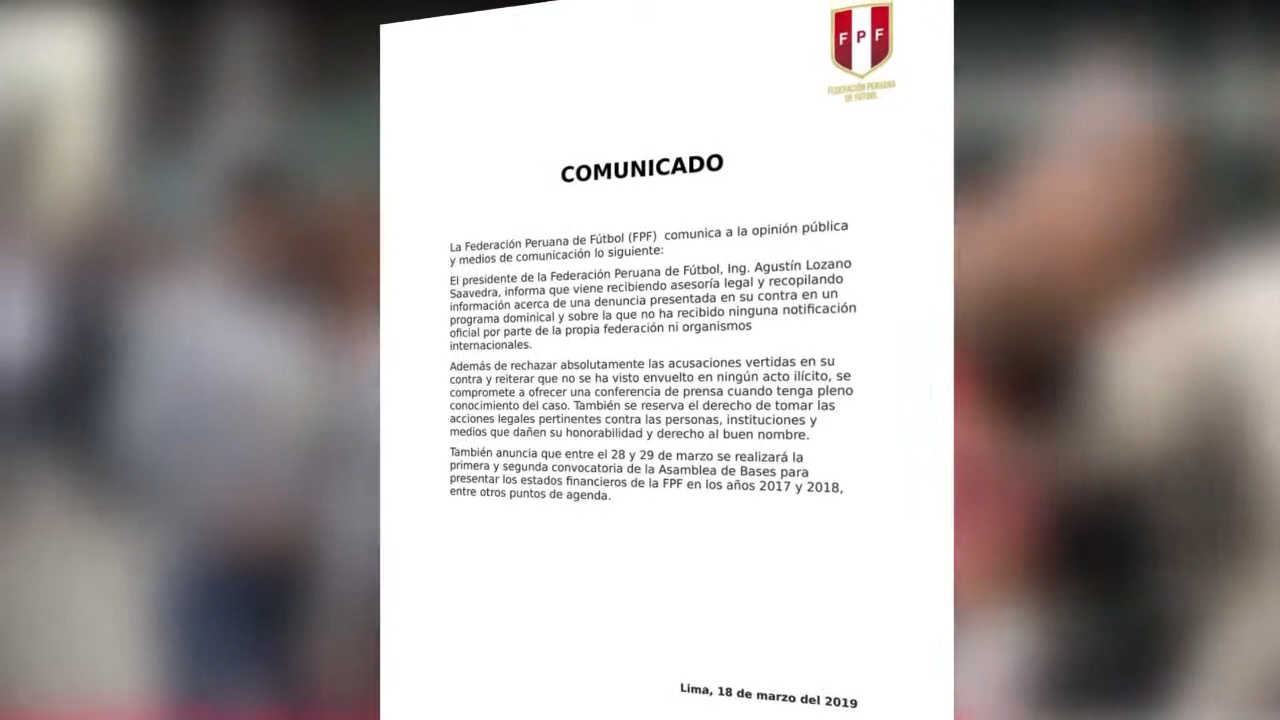 FPF
FEDERACIÓN PERUANA
DE FÚTBOL
COMUNICADO
La Federación Peruana de Fútbol (FPF) comunica a la opinión pública
y medios de comunicación lo siguiente:
El presidente de la Federación Peruana de Fútbol, Ing. Agustín Lozano
Saavedra, informa que viene recibiendo asesoría legal y recopilando
información acerca de una denuncia presentada en su contra en un
programa dominical y sobre la que no ha recibido ninguna notificación
oficial por parte de la propia federación ni organismos
internacionales.
Además de rechazar absolutamente las acusaciones vertidas en su
contra y reiterar que no se ha visto envuelto en ningún acto ilícito, se
compromete a ofrecer una conferencia de prensa cuando tenga pleno
conocimiento del caso. También se reserva el derecho de tomar las
acciones legales pertinentes contra las personas, instituciones y
medios que dañen su honorabilidad y derecho al buen nombre.
También anuncia que entre el 28 y 29 de marzo se realizará la
primera y segunda convocatoria de la Asamblea de Bases para
presentar los estados financieros de la FPF en los años 2017 y 2018,
entre otros puntos de agenda.
Lima, 18 de marzo del 2019